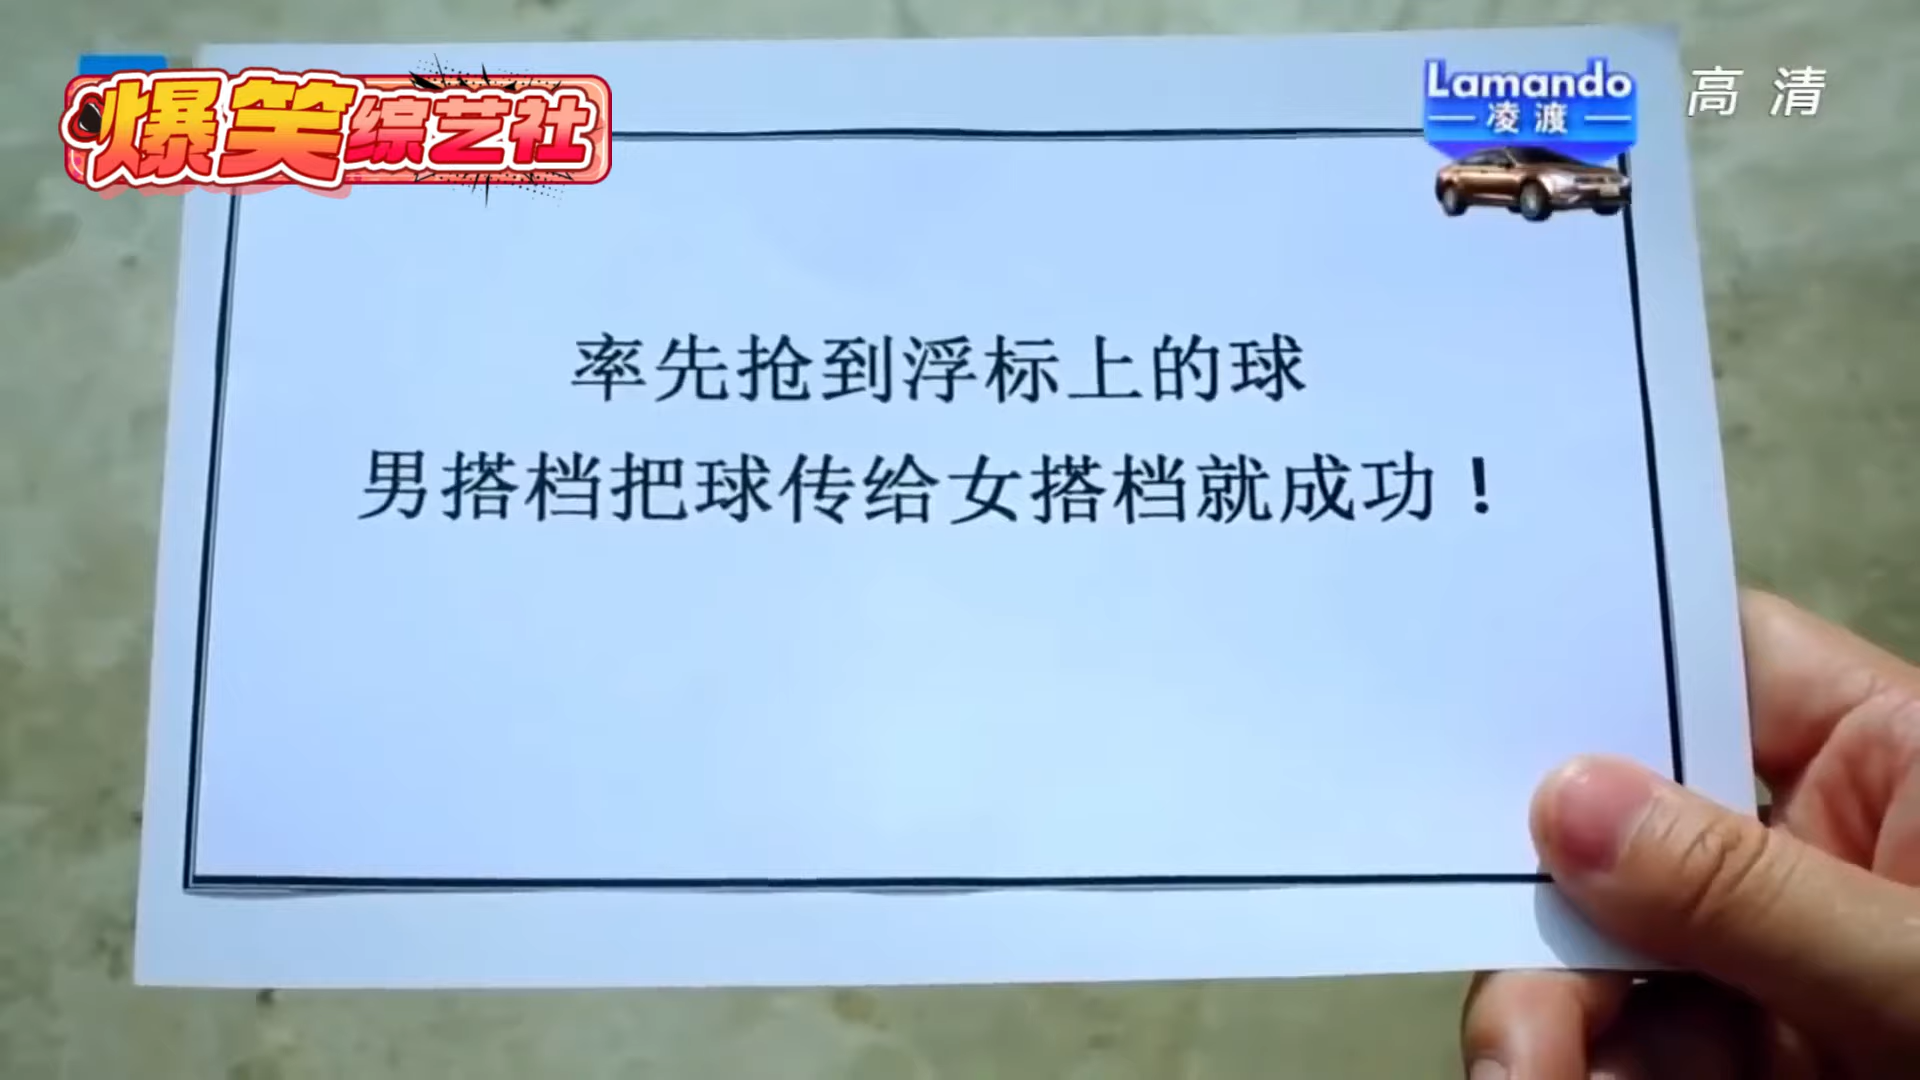 爆笑综艺社
Lamando
凌渡
高清
率先抢到浮标上的球
男搭档把球传给女搭档就成功！